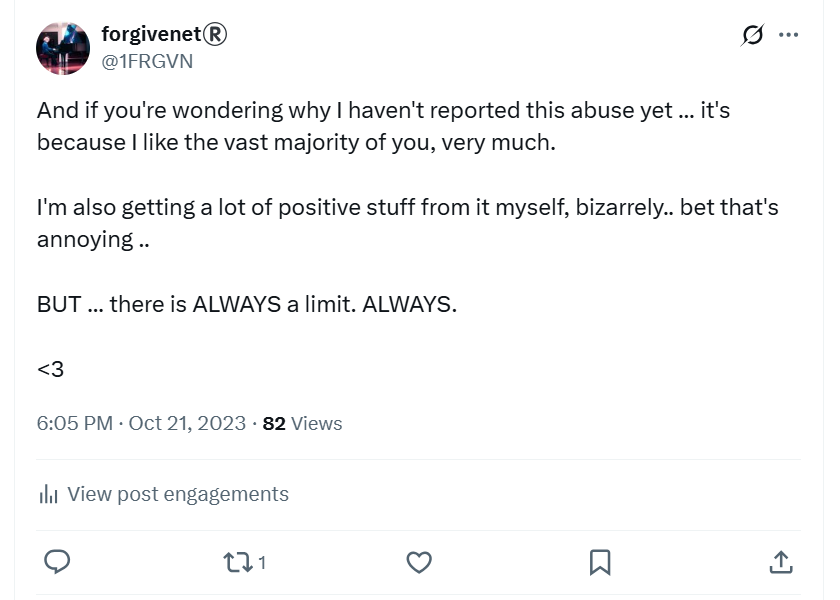 forgivenet®
@1FRGVN
And if you're wondering why I haven't reported this abuse yet ... it's
because I like the vast majority of you, very much.
I'm also getting a lot of positive stuff from it myself, bizarrely.. bet that's
annoying ..
BUT ... there is ALWAYS a limit. ALWAYS.
<3
6:05 PM · Oct 21, 2023 · 82 Views
View post engagements
1